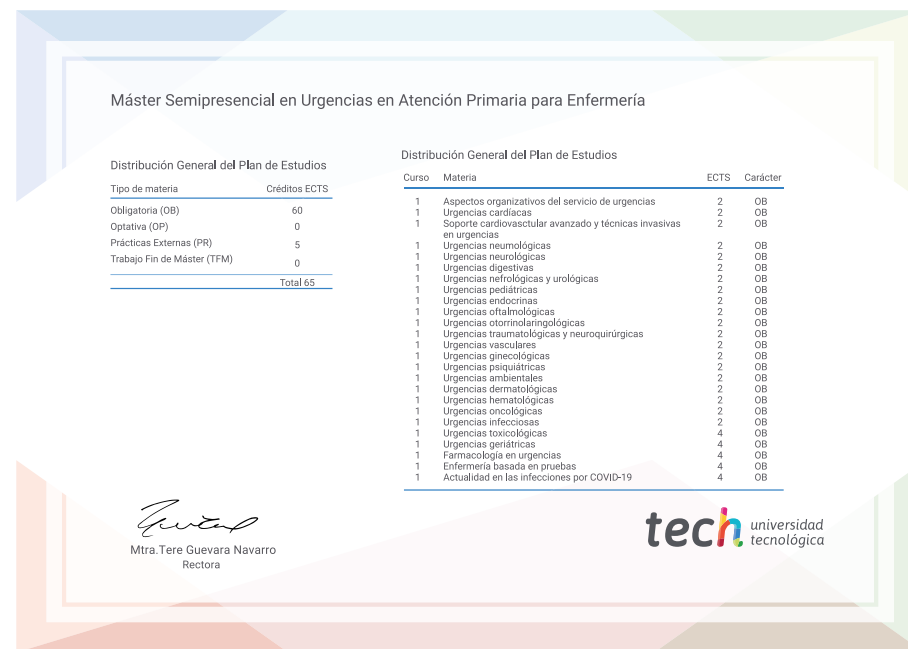 Máster Semipresencial en Urgencias en Atención Primaria para Enfermería
Distribución General del Plan de Estudios
Tipo de materia Créditos ECTS
Obligatoria (OB) 60
Optativa (OP) 0
Prácticas Externas (PR) 5
Trabajo Fin de Máster (TFM) 0
Total 65
Distribución General del Plan de Estudios
Curso Materia ECTS Carácter
1 Aspectos organizativos del servicio de urgencias 2 OB
1 Urgencias cardíacas 2 OB
1 Soporte cardiovasctular avanzado y técnicas invasivas 2 OB
en urgencias
1 Urgencias neumológicas 2 OB
1 Urgencias neurológicas 2 OB
1 Urgencias digestivas 2 OB
1 Urgencias nefrológicas y urológicas 2 OB
1 Urgencias pediátricas 2 OB
1 Urgencias endocrinas 2 OB
1 Urgencias oftalmológicas 2 OB
1 Urgencias otorrinolaringológicas 2 OB
1 Urgencias traumatológicas y neuroquirúrgicas 2 OB
1 Urgencias vasculares 2 OB
1 Urgencias ginecológicas 2 OB
1 Urgencias psiquiátricas 2 OB
1 Urgencias ambientales 2 OB
1 Urgencias dermatológicas 2 OB
1 Urgencias hematológicas 2 OB
1 Urgencias oncológicas 2 OB
1 Urgencias infecciosas 2 OB
1 Urgencias toxicológicas 4 OB
1 Urgencias geriátricas 4 OB
1 Farmacología en urgencias 4 OB
1 Enfermería basada en pruebas 4 OB
1 Actualidad en las infecciones por COVID-19 4 OB
Mtra.Tere Guevara Navarro
Rectora
tech universidad
tecnológica